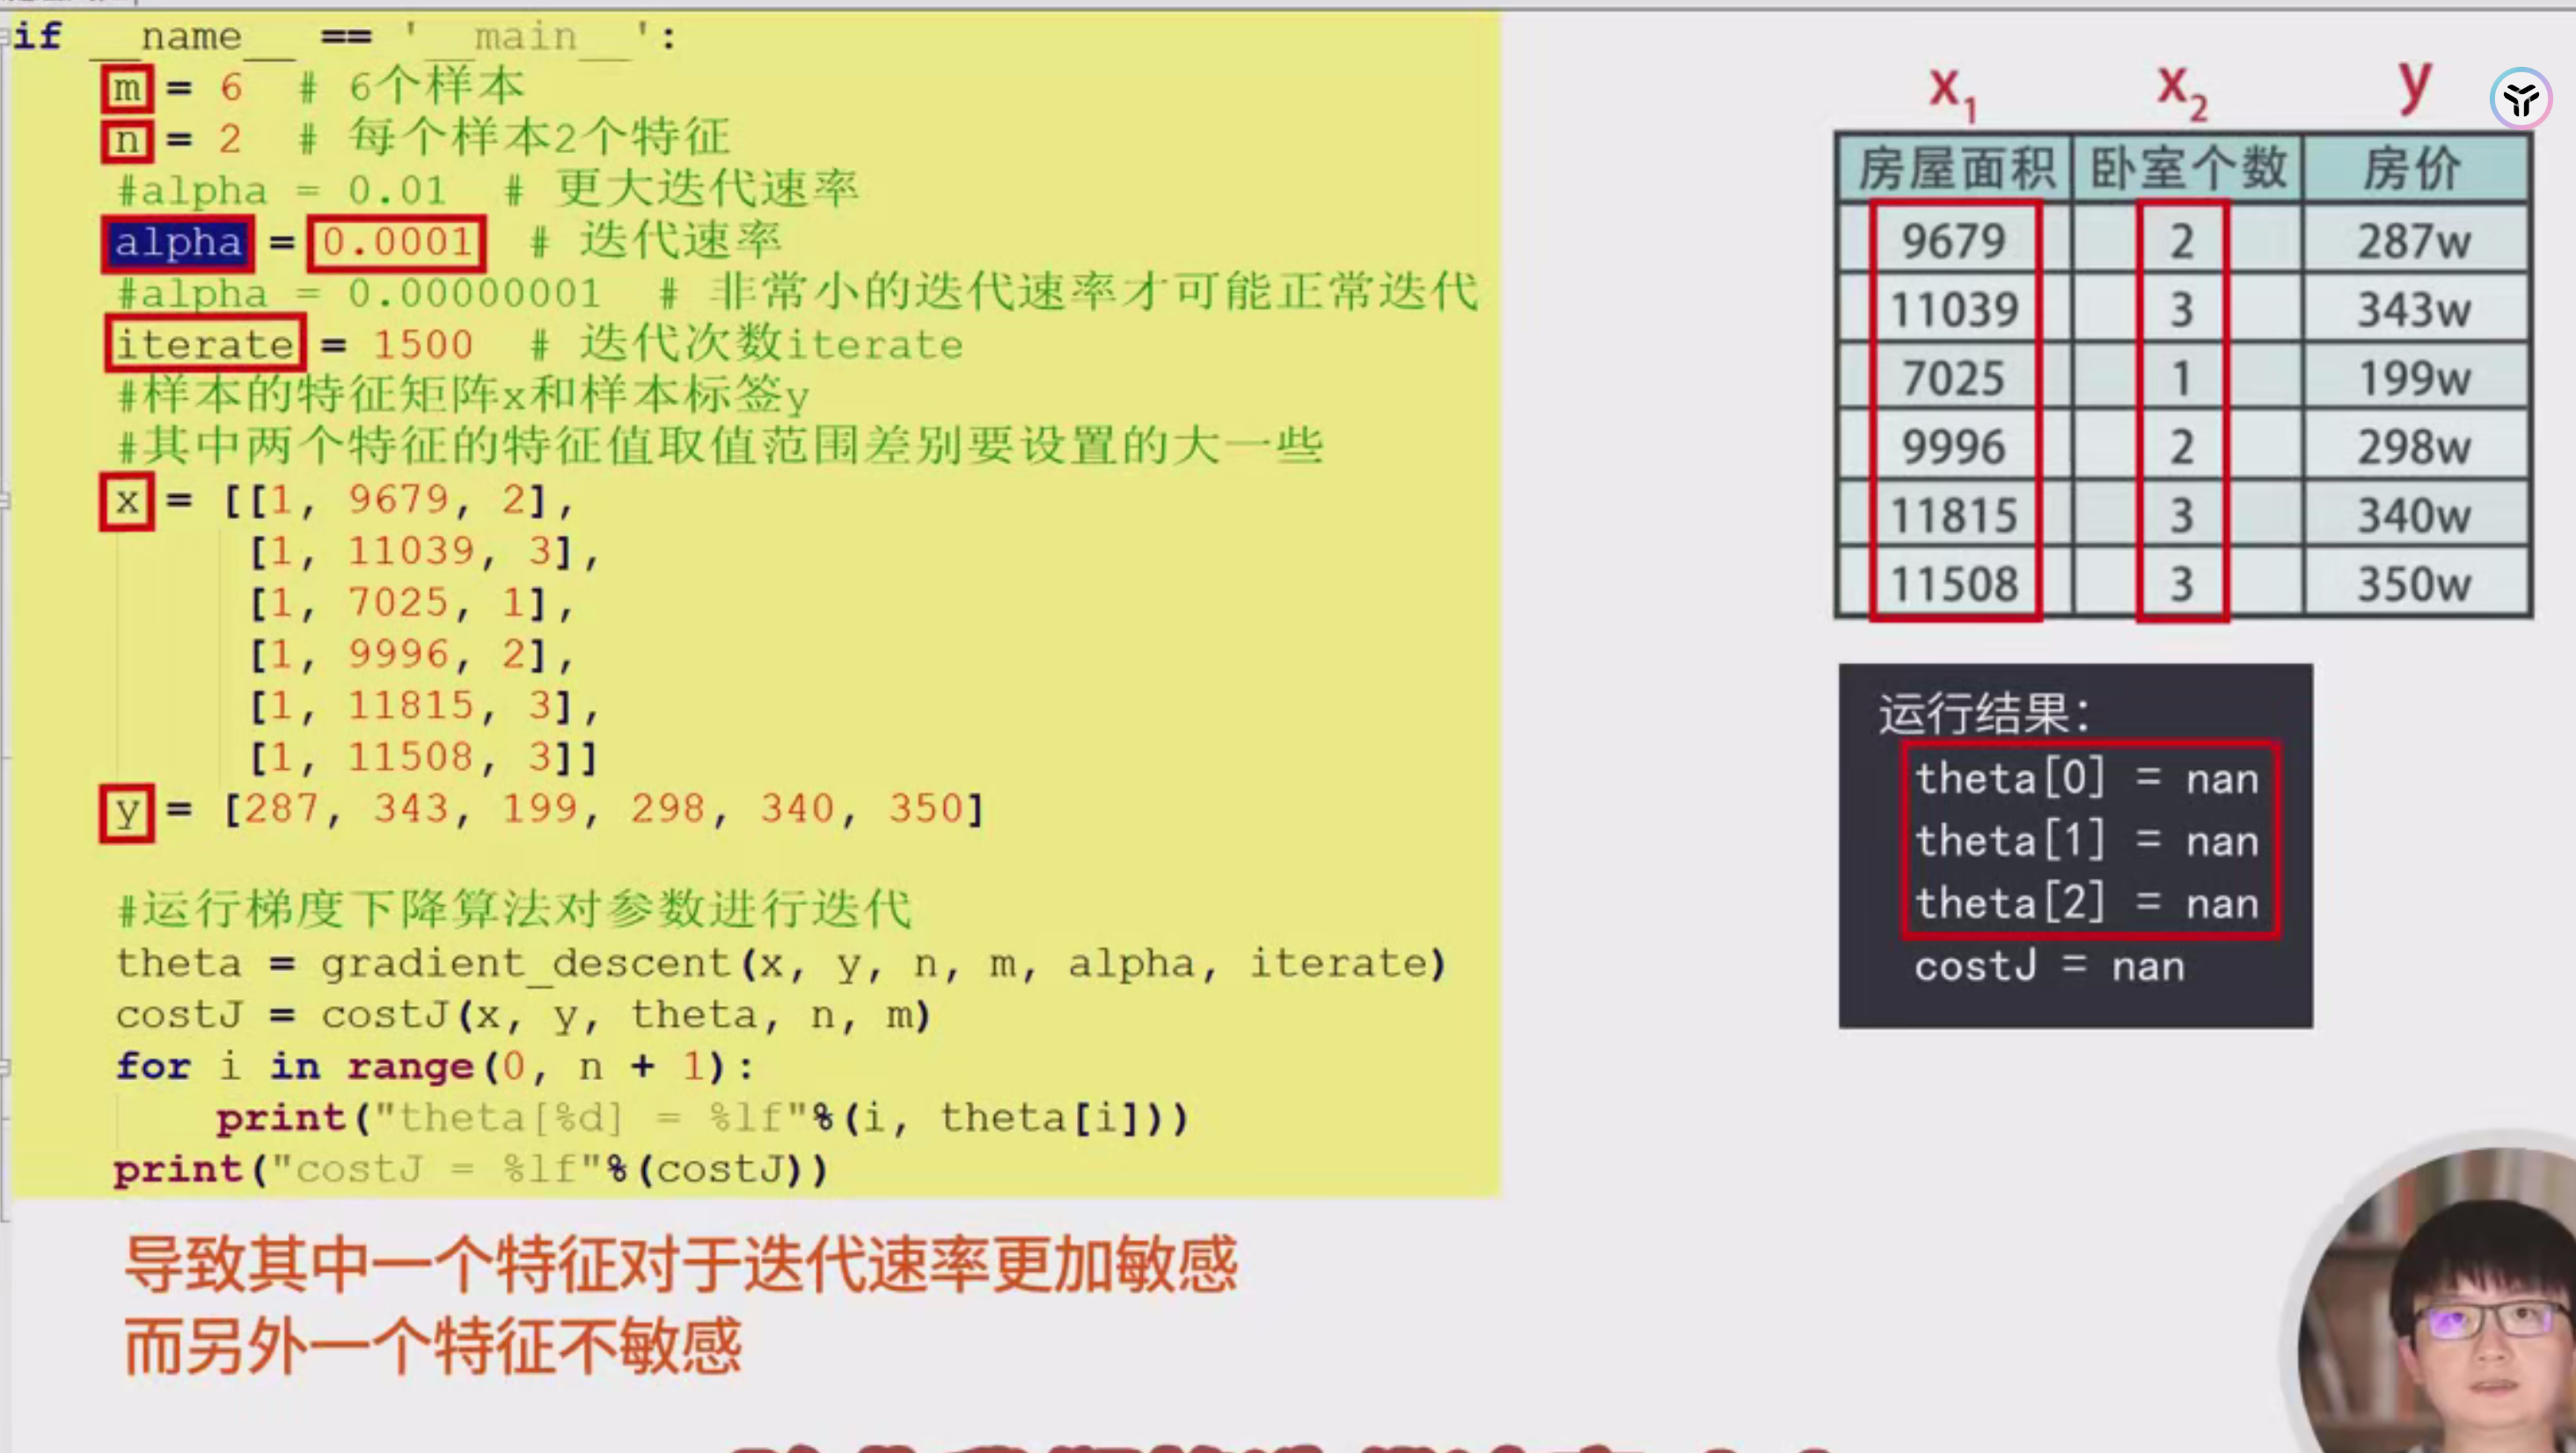 if __name__ == '__main__':
m = 6 # 6个样本
n = 2 # 每个样本2个特征
#alpha = 0.01 # 更大迭代速率
alpha = 0.0001 # 迭代速率
#alpha = 0.00000001 # 非常小的迭代速率才可能正常迭代
iterate = 1500 # 迭代次数iterate
#样本的特征矩阵x和样本标签y
#其中两个特征的特征值取值范围差别要设置的大一些
x = [[1, 9679, 2],
[1, 11039, 3],
[1, 7025, 1],
[1, 9996, 2],
[1, 11815, 3],
[1, 11508, 3]]
y = [287, 343, 199, 298, 340, 350]
#运行梯度下降算法对参数进行迭代
theta = gradient_descent(x, y, n, m, alpha, iterate)
costJ = costJ(x, y, theta, n, m)
for i in range(0, n + 1):
print("theta[%d] = %lf"%(i, theta[i]))
print("costJ = %lf"%(costJ))
导致其中一个特征对于迭代速率更加敏感
而另外一个特征不敏感
x1 x2 y
房屋面积 卧室个数 房价
9679 2 287w
11039 3 343w
7025 1 199w
9996 2 298w
11815 3 340w
11508 3 350w
运行结果:
theta[0] = nan
theta[1] = nan
theta[2] = nan
costJ = nan